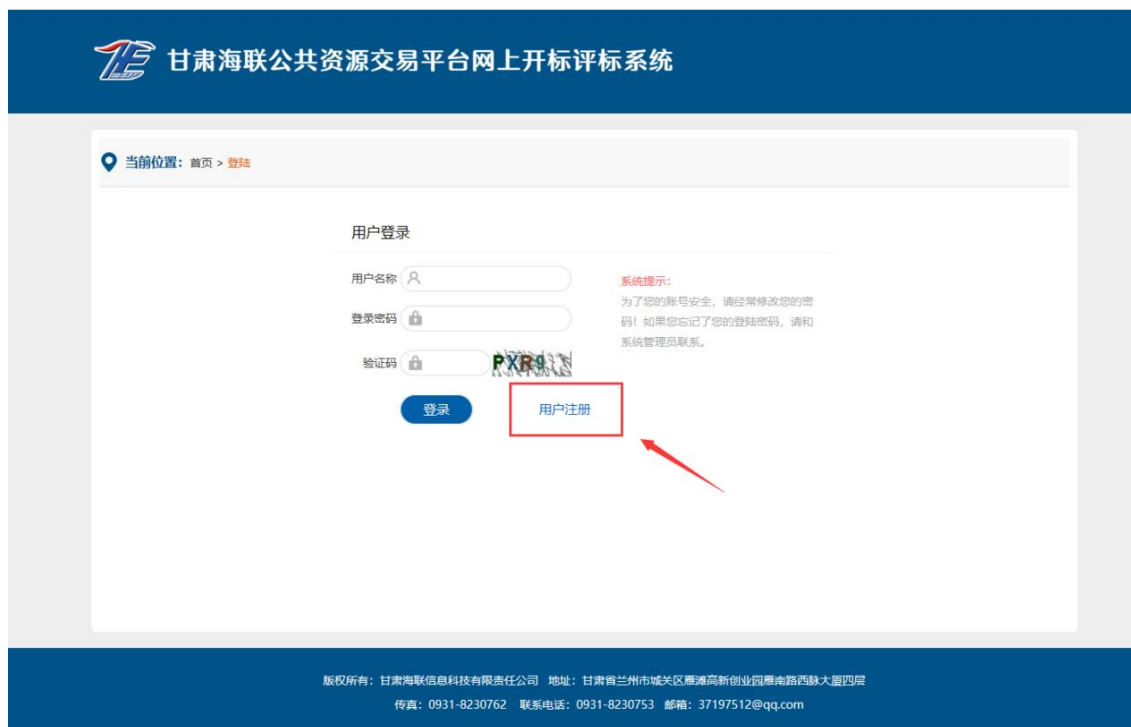 甘肃海联公共资源交易平台网上开标评标系统
当前位置：首页 > 登陆
用户登录
用户名称
系统提示：
为了您的账号安全，请经常修改您的密
登录密码
码！如果您忘记了您的登陆密码，请和
系统管理员联系。
验证码 PXR9
登录 用户注册
版权所有：甘肃海联信息科技有限责任公司 地址：甘肃省兰州市城关区雁滩高新创业园雁南路西脉大厦四层
传真：0931-8230762 联系电话：0931-8230753 邮箱：37197512@qq.com